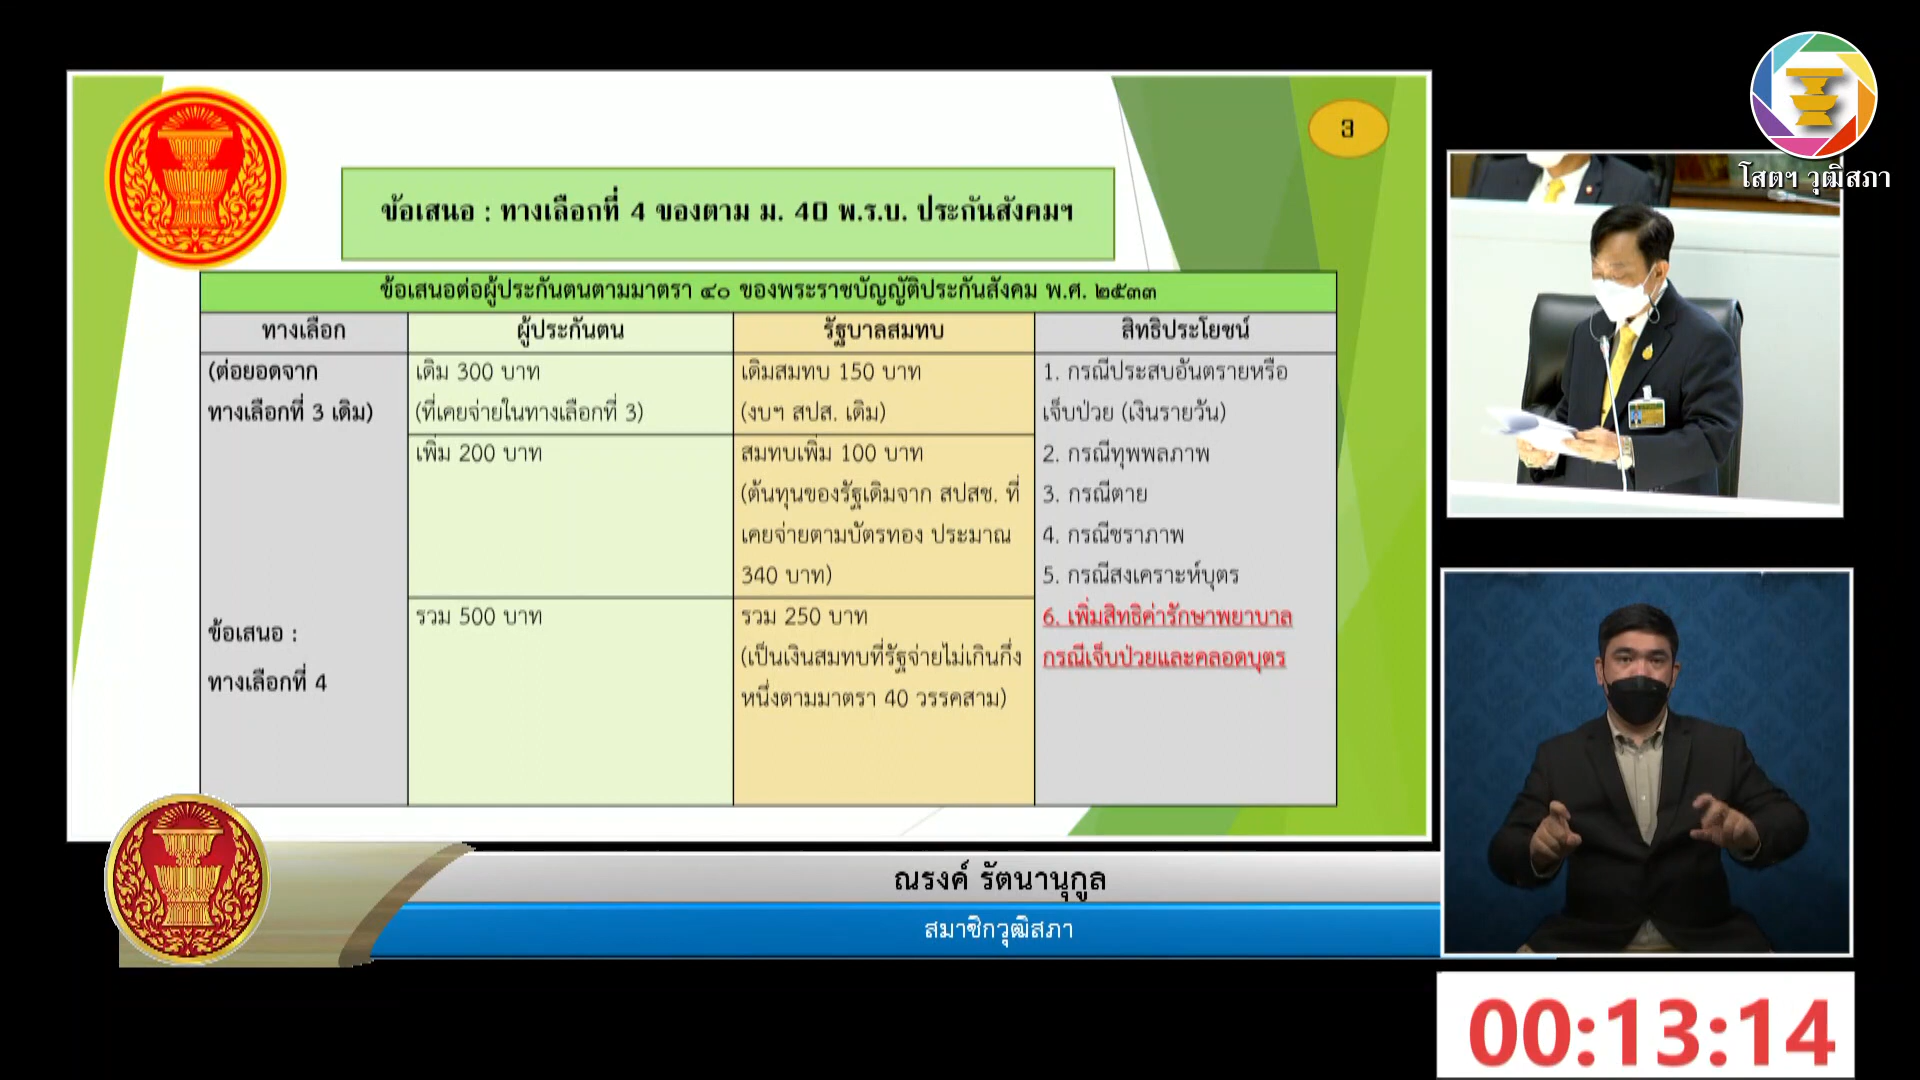 3
โสตฯ วุฒิสภา
ข้อเสนอ : ทางเลือกที่ 4 ของตาม ม. 40 พ.ร.บ. ประกันสังคมฯ
ข้อเสนอต่อผู้ประกันตนตามมาตรา ๔๐ ของพระราชบัญญัติประกันสังคม พ.ศ. ๒๕๓๓
ทางเลือก
ผู้ประกันตน
รัฐบาลสมทบ
สิทธิประโยชน์
(ต่อยอดจาก
ทางเลือกที่ 3 เดิม)
ข้อเสนอ :
ทางเลือกที่ 4
เดิม 300 บาท
(ที่เคยจ่ายในทางเลือกที่ 3)
เพิ่ม 200 บาท
รวม 500 บาท
เดิมสมทบ 150 บาท
(งบฯ สปส. เดิม)
สมทบเพิ่ม 100 บาท
(ต้นทุนของรัฐเดิมจาก สปสช. ที่
เคยจ่ายตามบัตรทอง ประมาณ
340 บาท)
รวม 250 บาท
(เป็นเงินสมทบที่รัฐจ่ายไม่เกินกึ่ง
หนึ่งตามมาตรา 40 วรรคสาม)
1. กรณีประสบอันตรายหรือ
เจ็บป่วย (เงินรายวัน)
2. กรณีทุพพลภาพ
3. กรณีตาย
4. กรณีชราภาพ
5. กรณีสงเคราะห์บุตร
6. เพิ่มสิทธิค่ารักษาพยาบาล
กรณีเจ็บป่วยและคลอดบุตร
ณรงค์ รัตนานุกูล
สมาชิกวุฒิสภา
00:13:14